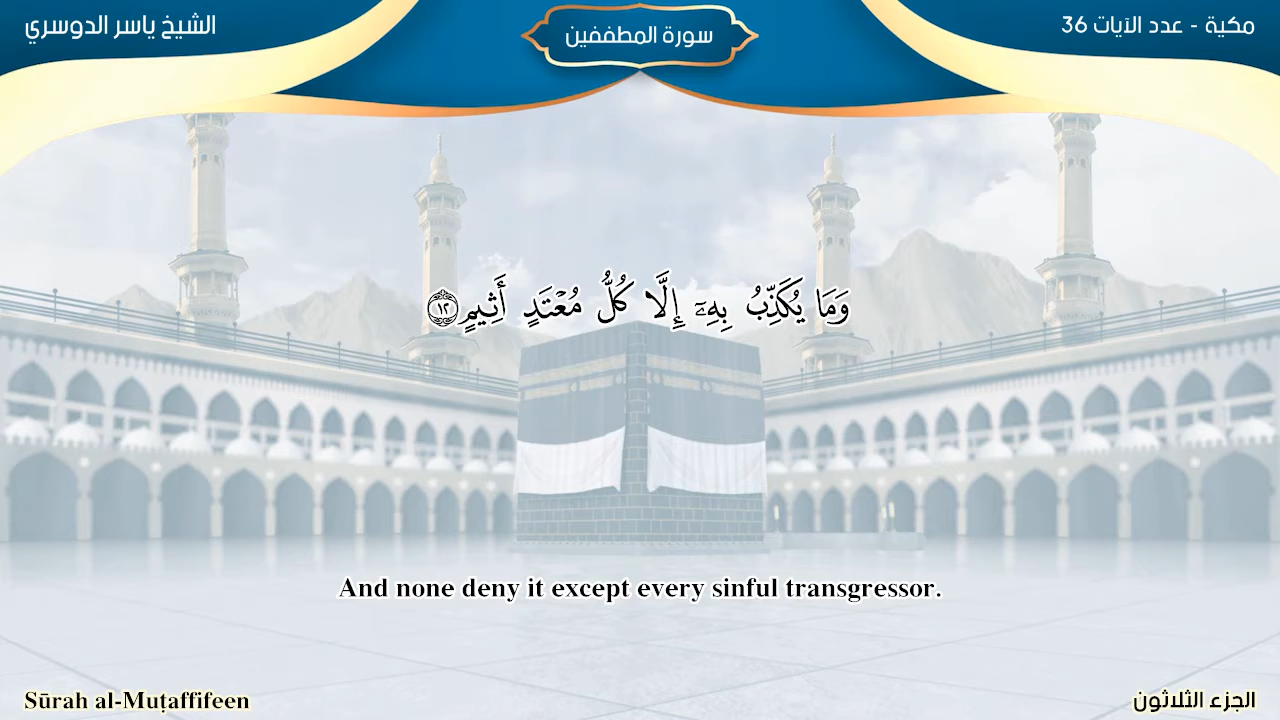 مكية - عدد الآيات 36
سورة المطففين
الشيخ ياسر الدوسري
وَمَا يُكَذِّبُ بِهِۦٓ إِلَّا كُلُّ مُعۡتَدٍ أَثِيمٍ ١٢
And none deny it except every sinful transgressor.
Sūrah al-Muṭaffifeen
الجزء الثلاثون